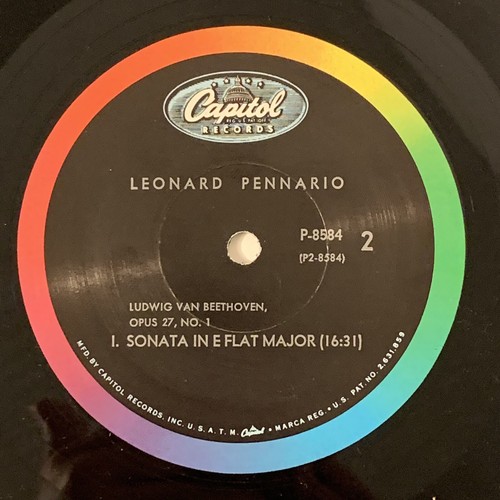 Capitol
RECORDS
LEONARD PENNARIO
P-8584 2
(P2-8584)
LUDWIG VAN BEETHOVEN,
OPUS 27, NO. 1
I. SONATA IN E FLAT MAJOR (16:31)
MFD. BY CAPITOL RECORDS, INC. U. S. A. T. M. Capitol • MARCA REG. • U. S. PAT. NO. 2,631,859